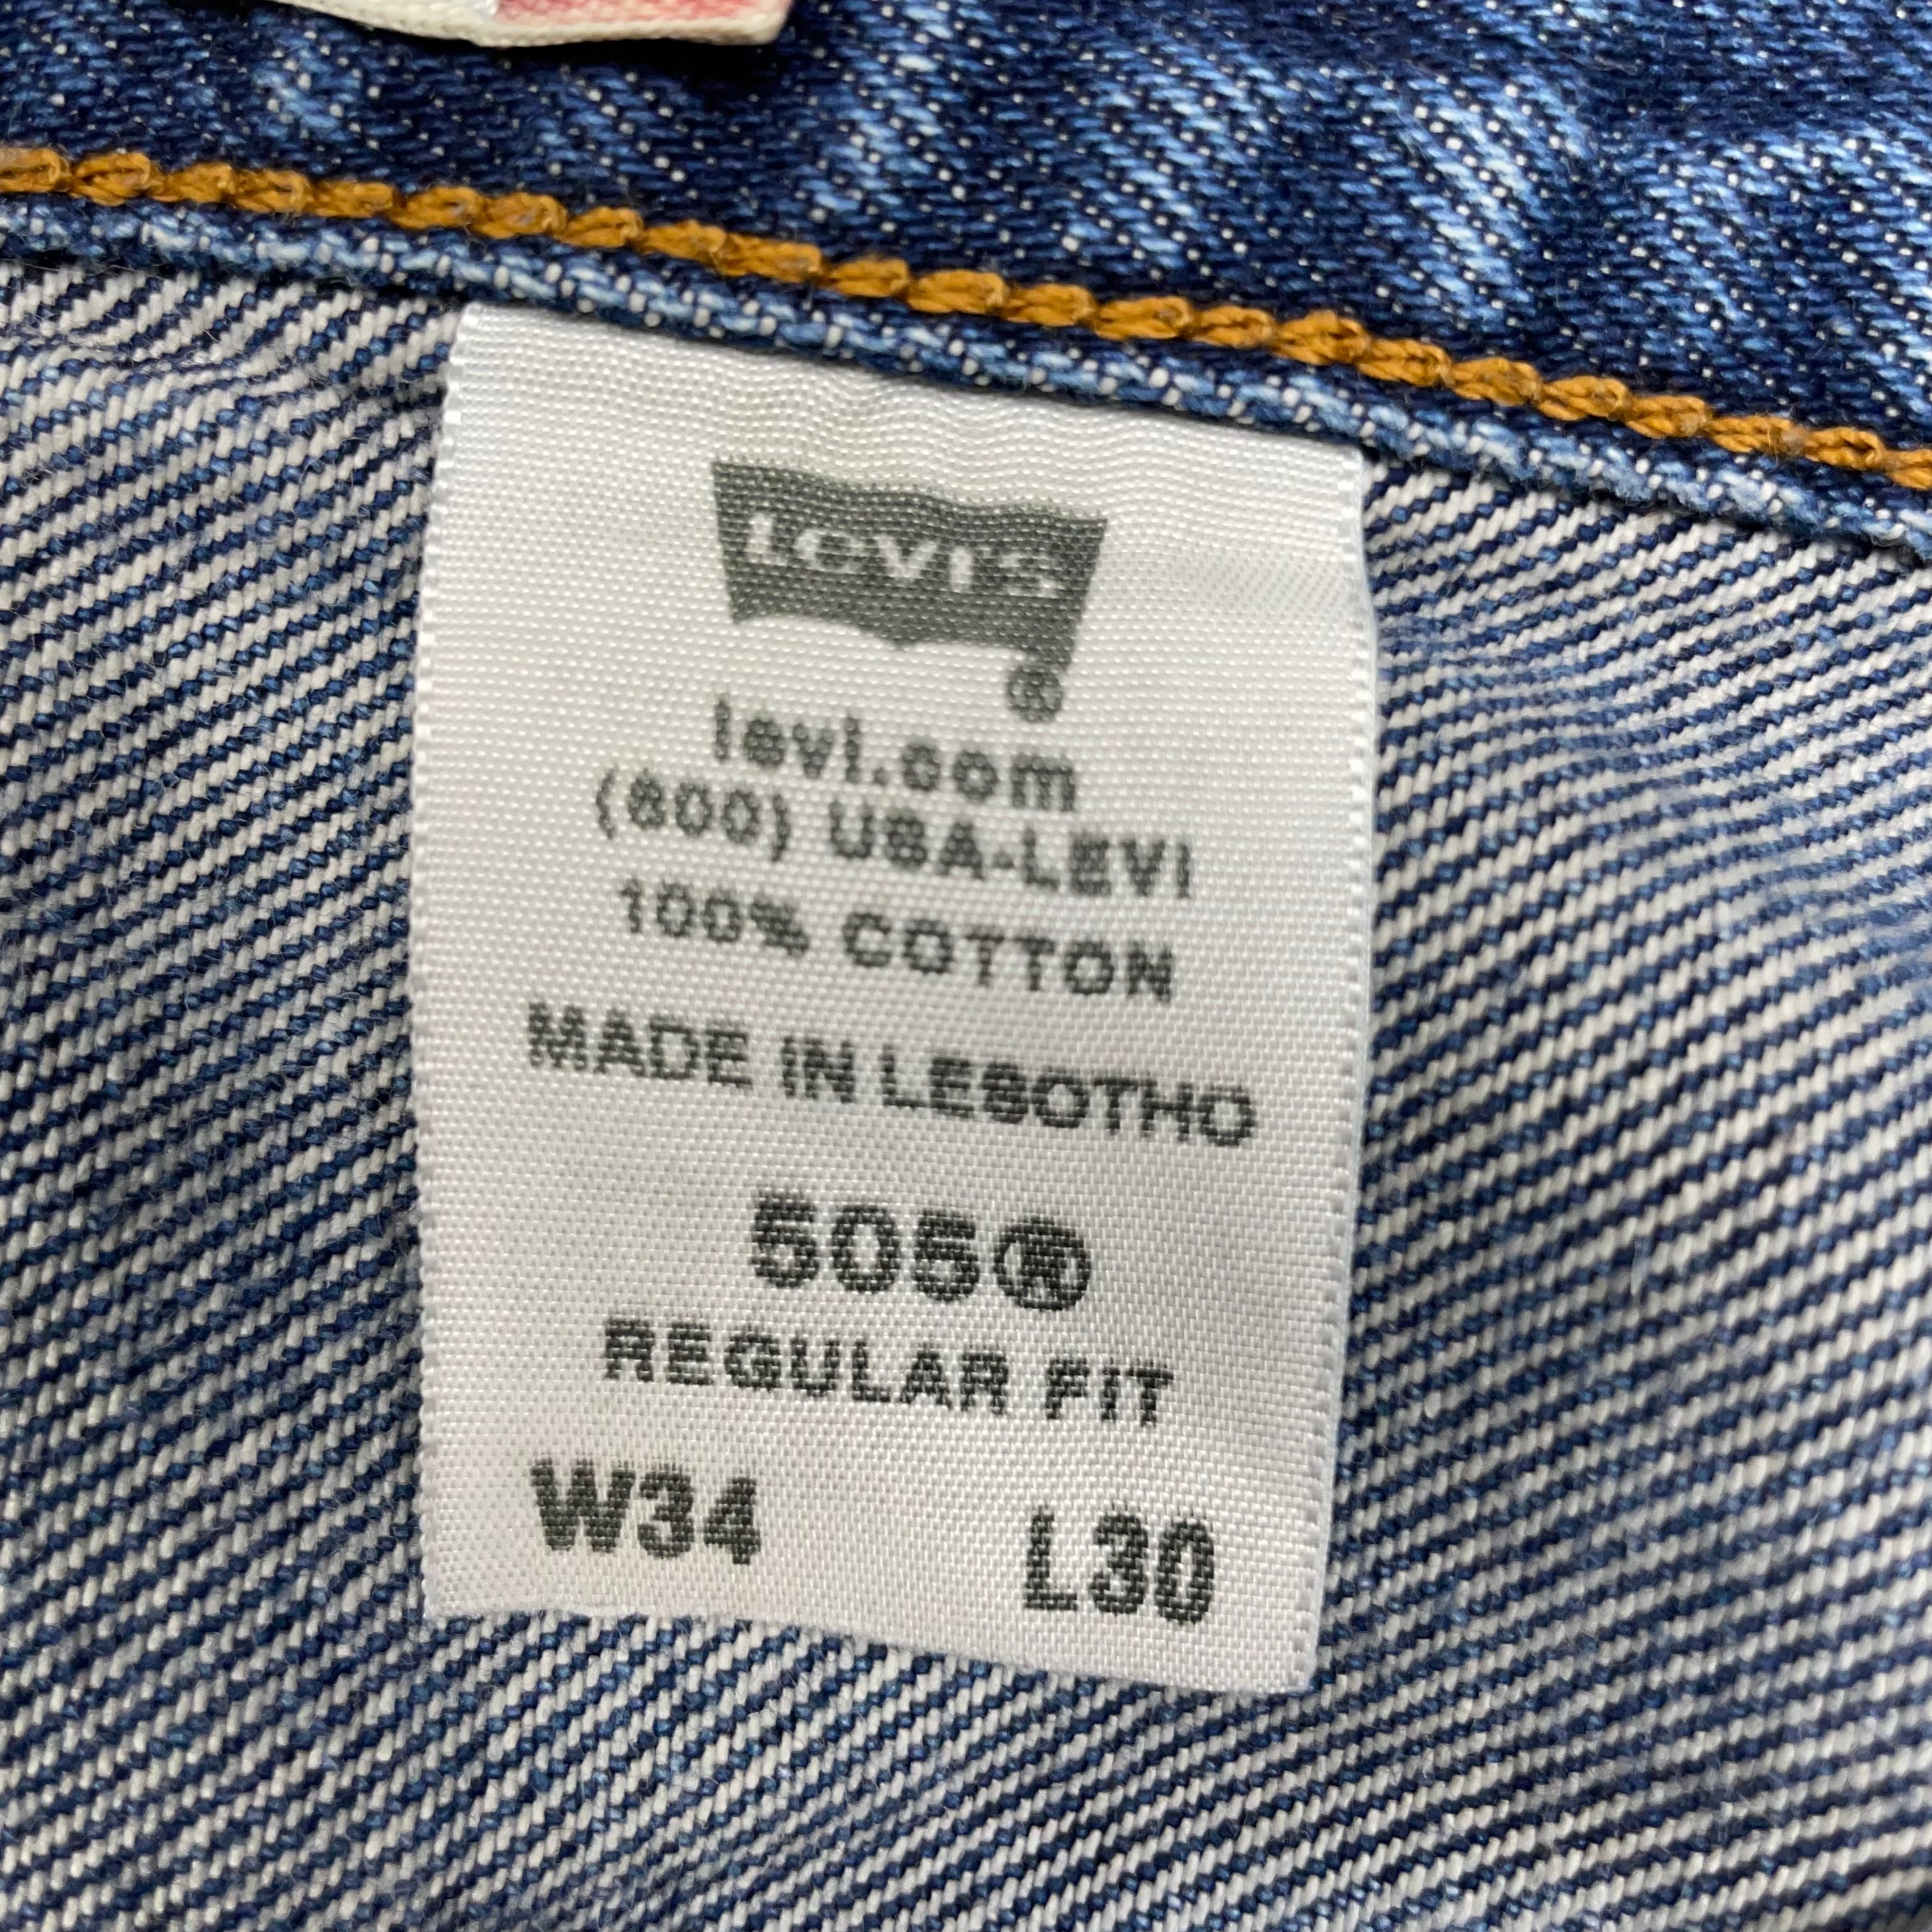 Levi's
®
levi.com
(800) USA-LEVI
100% COTTON
MADE IN LESOTHO
505®
REGULAR FIT
W34 L30